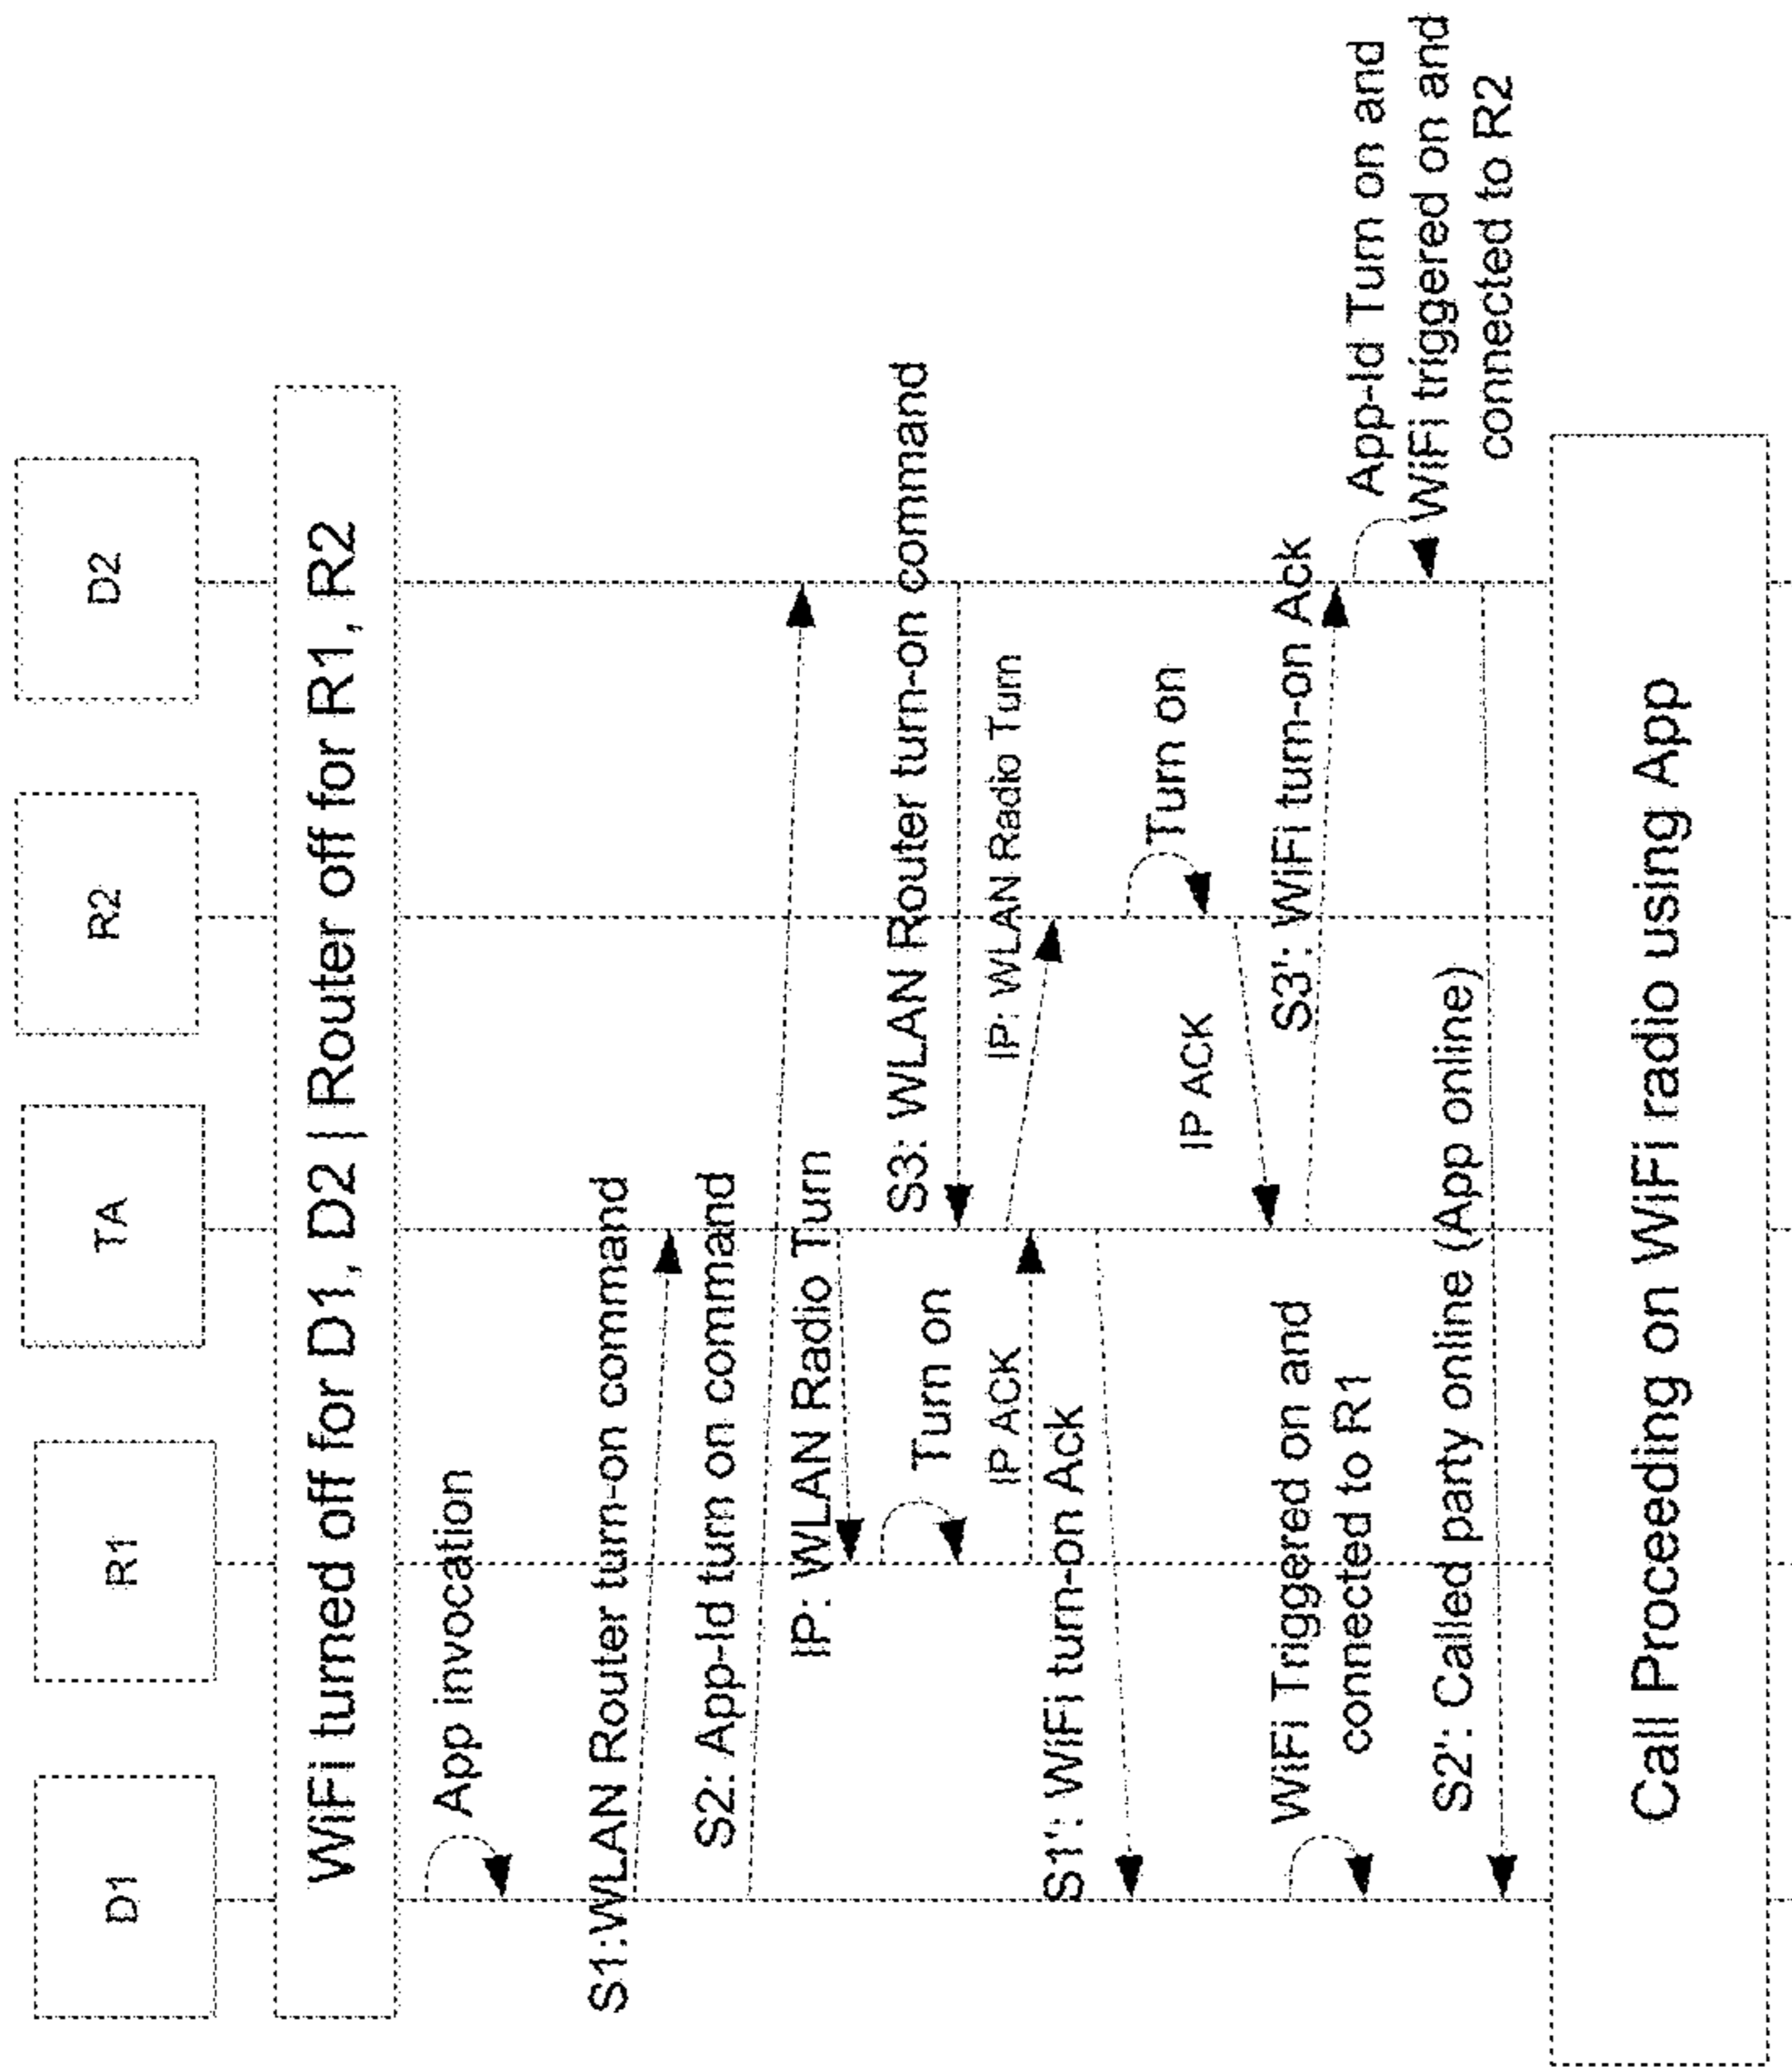 D1
R1
TA
R2
D2
WiFi turned off for D1, D2 | Router off for R1, R2
App invocation
S1:WLAN Router turn-on command
S2: App-Id turn on command
IP: WLAN Radio Turn
S3: WLAN Router turn-on command
Turn on
IP ACK
IP: WLAN Radio Turn
S1': WiFi turn-on Ack
Turn on
IP ACK
S3': WiFi turn-on Ack
WiFi Triggered on and
connected to R1
App-Id Turn on and
WiFi triggered on and
connected to R2
S2': Called party online (App online)
Call Proceeding on WiFi radio using App